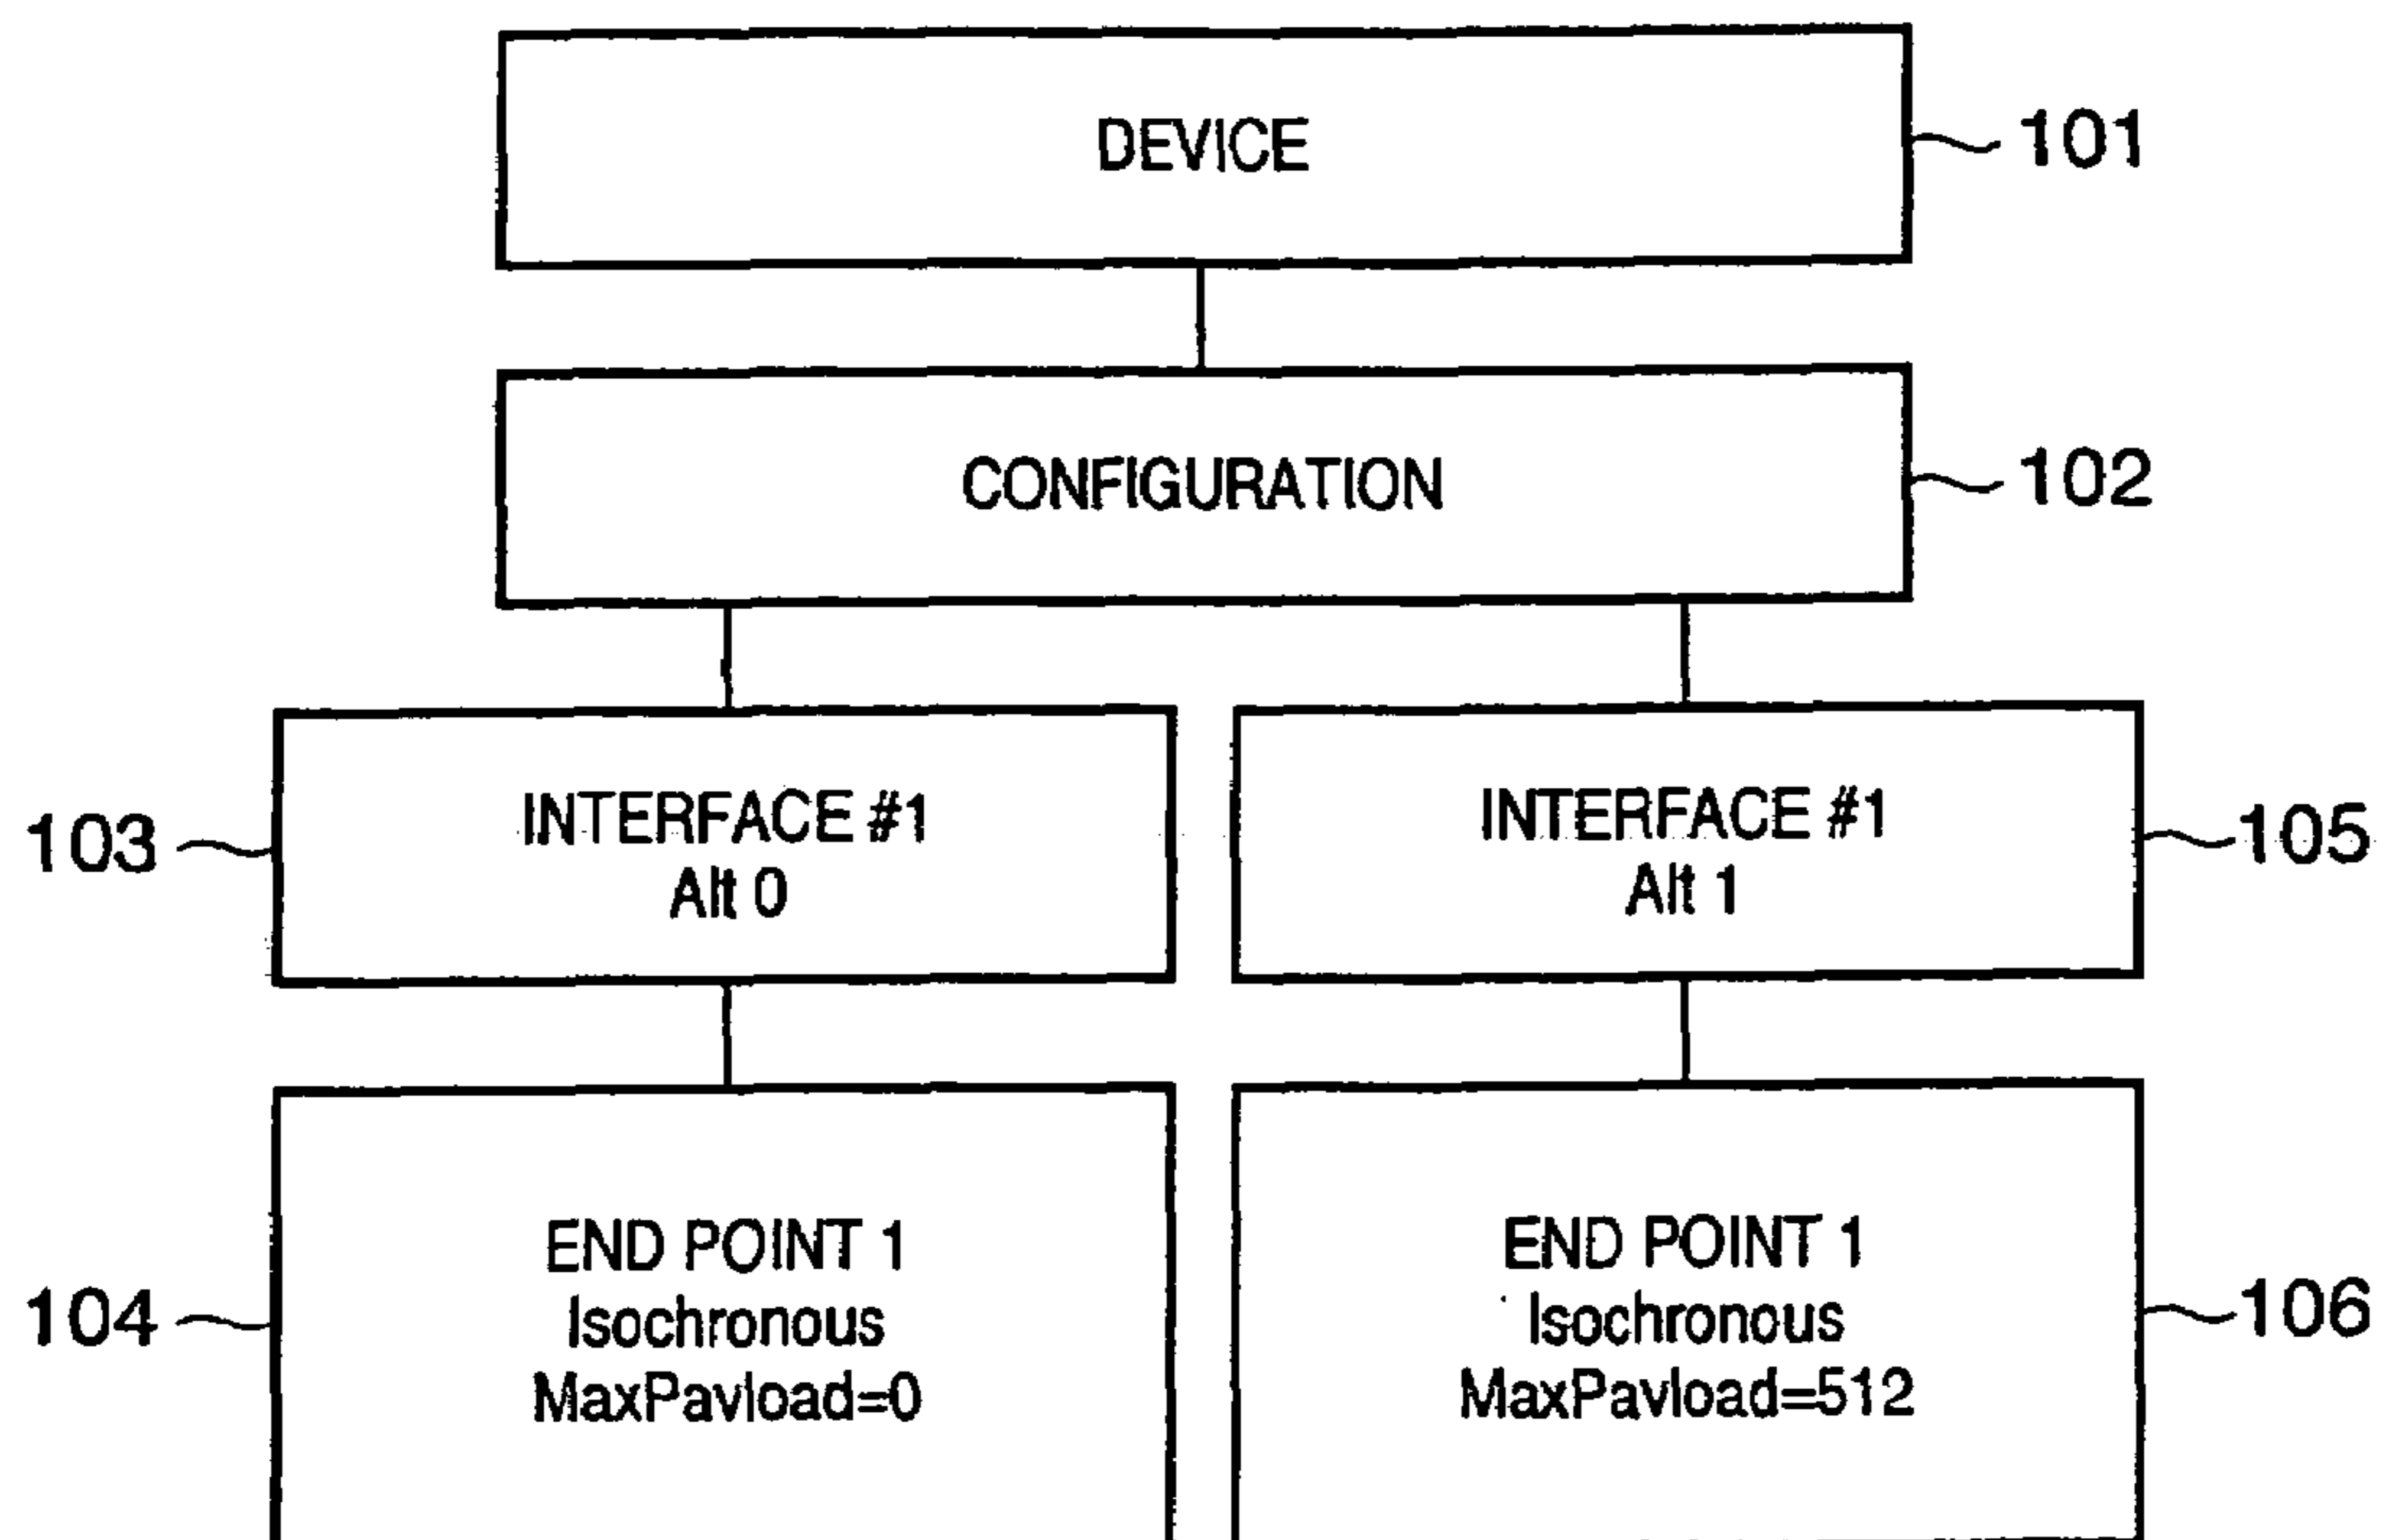 DEVICE
101
CONFIGURATION
102
103
INTERFACE #1
Alt 0
INTERFACE #1
Alt 1
105
104
END POINT 1
Isochronous
MaxPavload=0
END POINT 1
Isochronous
MaxPavload=512
106